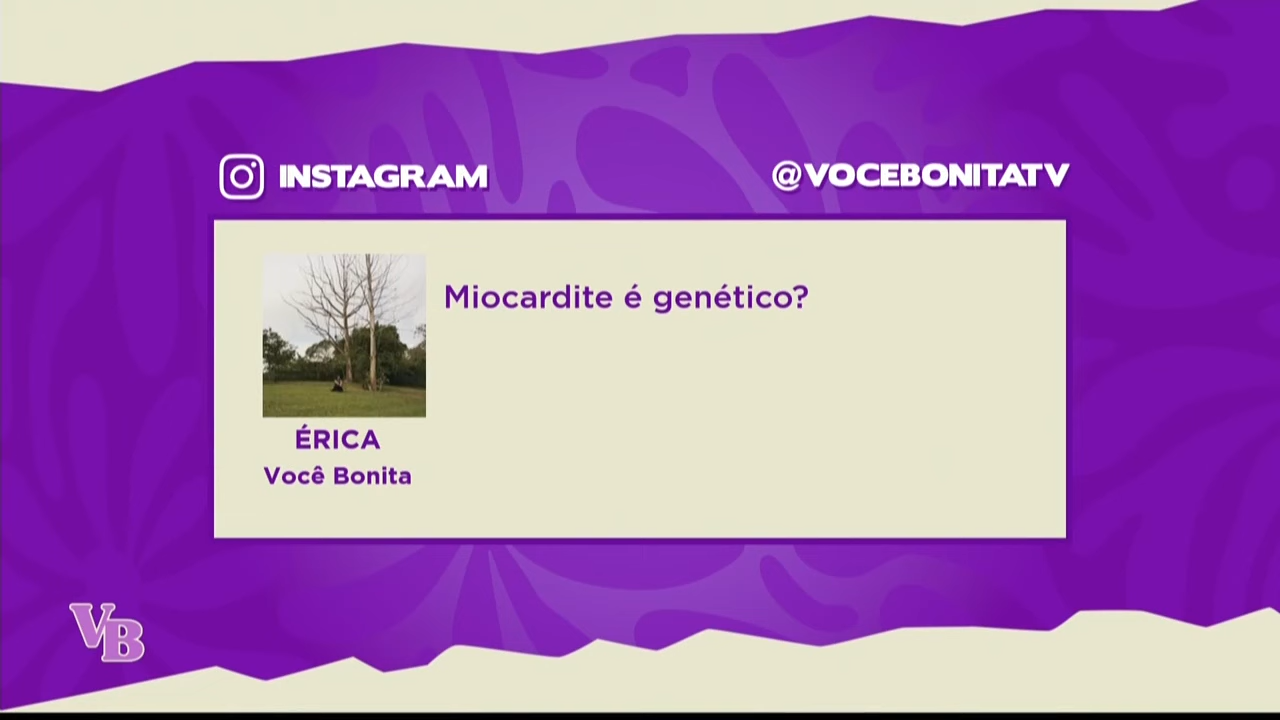 INSTAGRAM
@VOCEBONITATV
Miocardite é genético?
ÉRICA
Você Bonita
VB